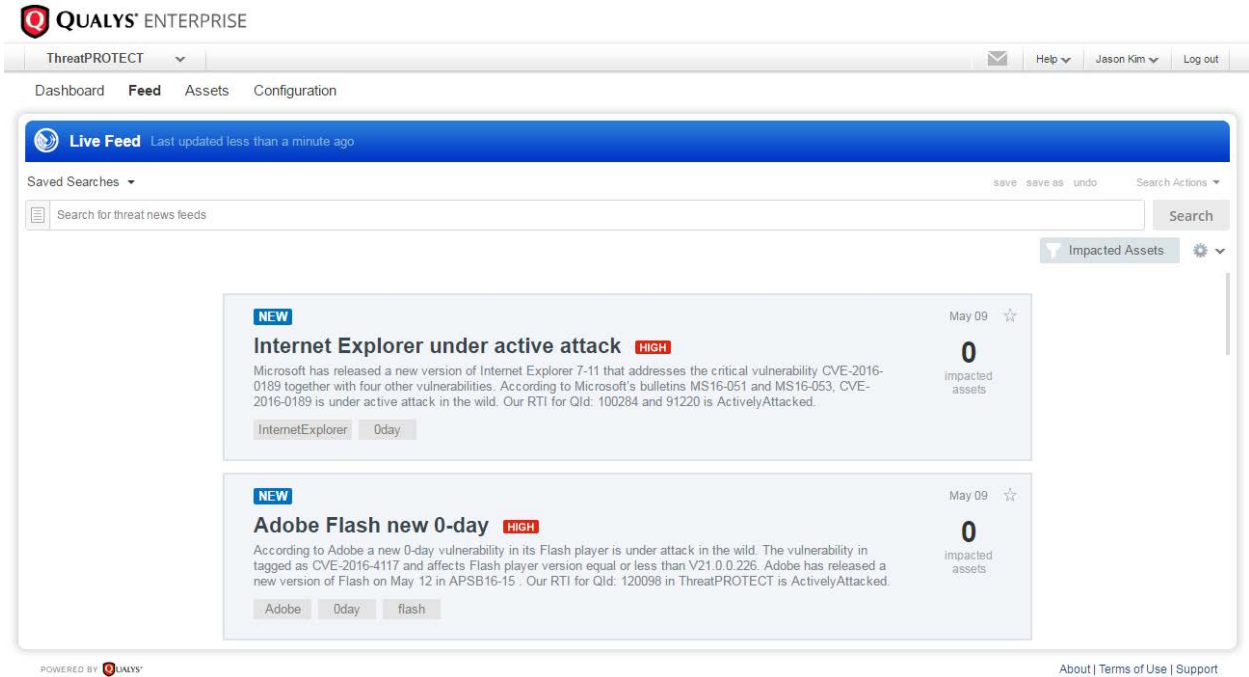 QUALYS' ENTERPRISE
ThreatPROTECT
Help
Jason Kim
Log out
Dashboard Feed Assets Configuration
Live Feed Last updated less than a minute ago
Saved Searches
save save as undo Search Actions
Search for threat news feeds
Search
Impacted Assets
NEW
May 09
Internet Explorer under active attack HIGH
0
impacted
assets
Microsoft has released a new version of Internet Explorer 7-11 that addresses the critical vulnerability CVE-2016-
0189 together with four other vulnerabilities. According to Microsoft's bulletins MS16-051 and MS16-053, CVE-
2016-0189 is under active attack in the wild. Our RTI for QId: 100284 and 91220 is ActivelyAttacked.
InternetExplorer 0day
NEW
May 09
Adobe Flash new 0-day HIGH
0
impacted
assets
According to Adobe a new 0-day vulnerability in its Flash player is under attack in the wild. The vulnerability in
tagged as CVE-2016-4117 and affects Flash player version equal or less than V21.0.0.226. Adobe has released a
new version of Flash on May 12 in APSB16-15 . Our RTI for QId: 120098 in ThreatPROTECT is ActivelyAttacked.
Adobe 0day flash
POWERED BY QUALYS'
About | Terms of Use | Support